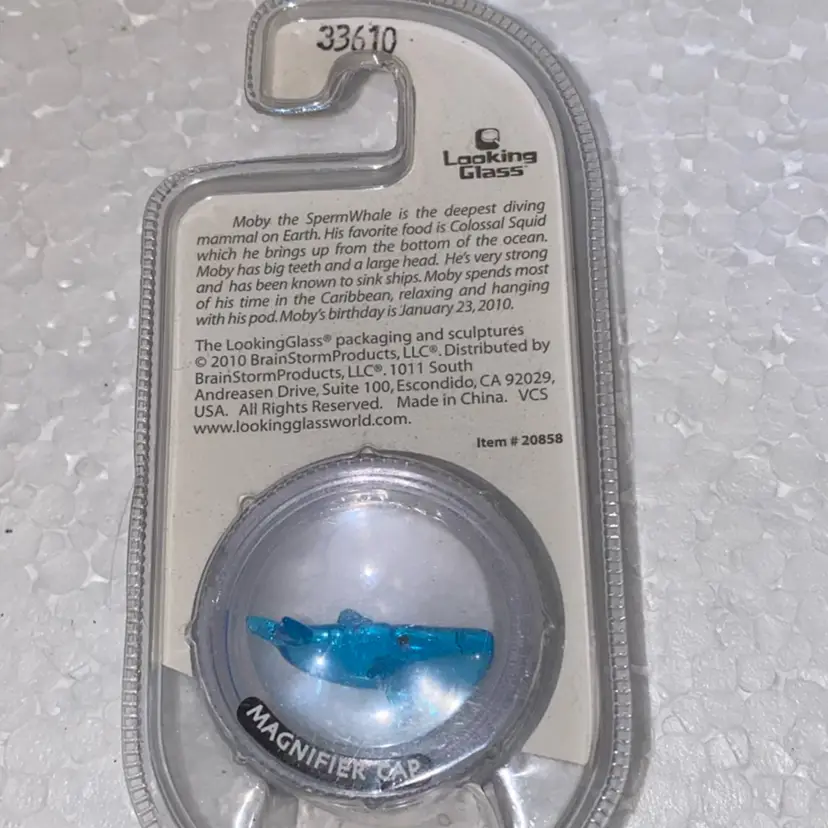 33610
Looking
Glass™
Moby the SpermWhale is the deepest diving
mammal on Earth. His favorite food is Colossal Squid
which he brings up from the bottom of the ocean.
Moby has big teeth and a large head. He's very strong
and has been known to sink ships. Moby spends most
of his time in the Caribbean, relaxing and hanging
with his pod. Moby's birthday is January 23, 2010.
The LookingGlass® packaging and sculptures
© 2010 BrainStormProducts, LLC®. Distributed by
BrainStormProducts, LLC®. 1011 South
Andreasen Drive, Suite 100, Escondido, CA 92029,
USA. All Rights Reserved. Made in China. VCS
www.lookingglassworld.com.
Item # 20858
MAGNIFIER CAP